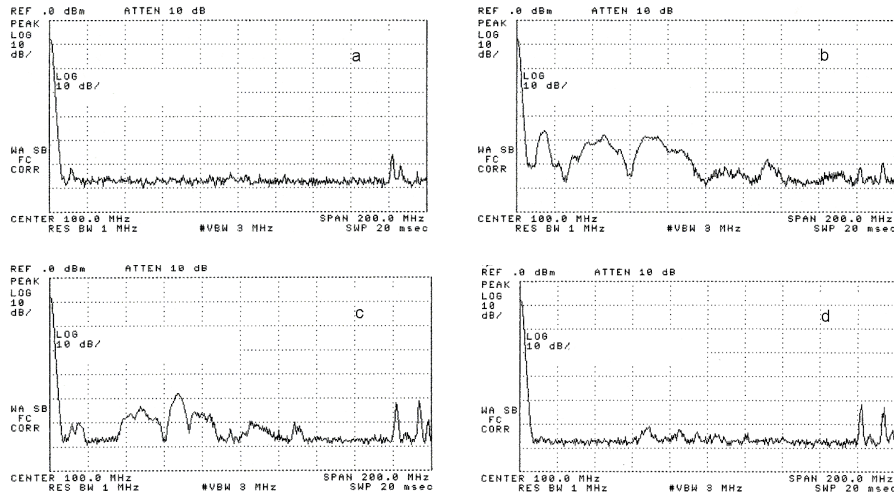 REF .0 dBm ATTEN 10 dB
PEAK
LOG
10
dB/
a
LOG
10 dB/
WA SB
FC
CORR
CENTER 100.0 MHz SPAN 200.0 MHz
RES BW 1 MHz #VBW 3 MHz SWP 20 msec
REF .0 dBm ATTEN 10 dB
PEAK
LOG
10
dB/
b
LOG
10 dB/
WA SB
FC
CORR
CENTER 100.0 MHz SPAN 200.0 MHz
RES BW 1 MHz #VBW 3 MHz SWP 20 msec
REF .0 dBm ATTEN 10 dB
PEAK
LOG
10
dB/
c
LOG
10 dB/
WA SB
FC
CORR
CENTER 100.0 MHz SPAN 200.0 MHz
RES BW 1 MHz #VBW 3 MHz SWP 20 msec
REF .0 dBm ATTEN 10 dB
PEAK
LOG
10
dB/
d
LOG
10 dB/
WA SB
FC
CORR
CENTER 100.0 MHz SPAN 200.0 MHz
RES BW 1 MHz #VBW 3 MHz SWP 20 msec